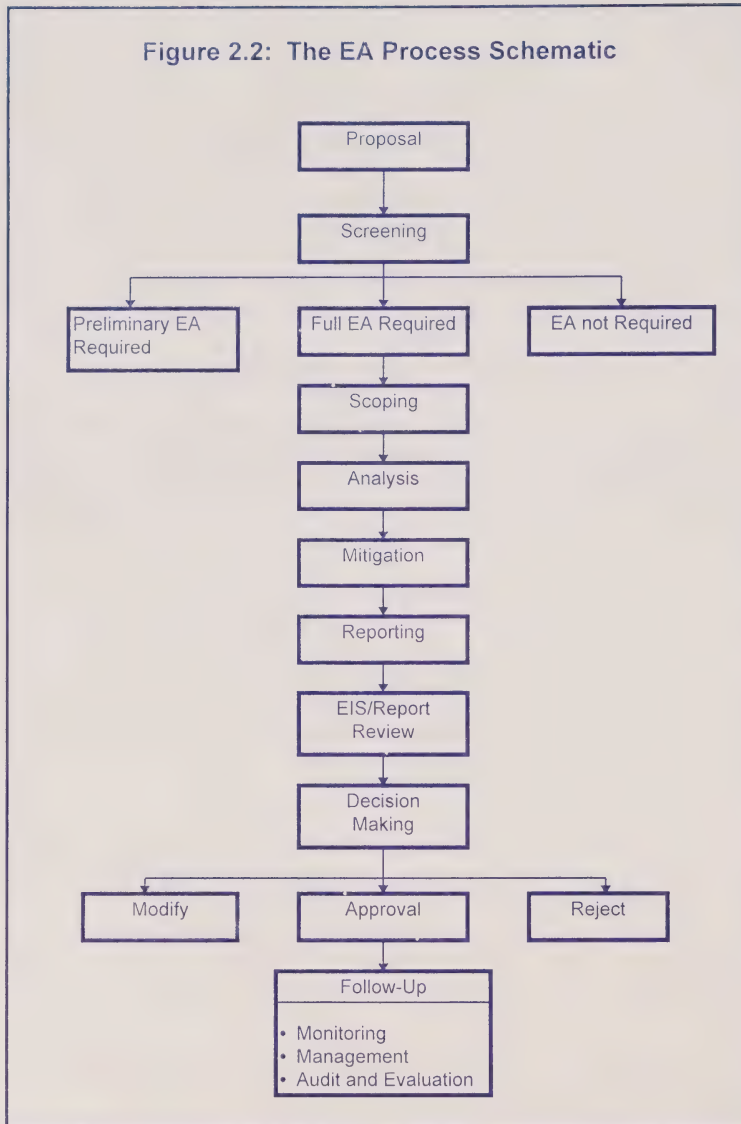 Figure 2.2: The EA Process Schematic
Proposal
Screening
Preliminary EA
Required
Full EA Required
EA not Required
Scoping
Analysis
Mitigation
Reporting
EIS/Report
Review
Decision
Making
Modify
Approval
Reject
Follow-Up
• Monitoring
• Management
• Audit and Evaluation